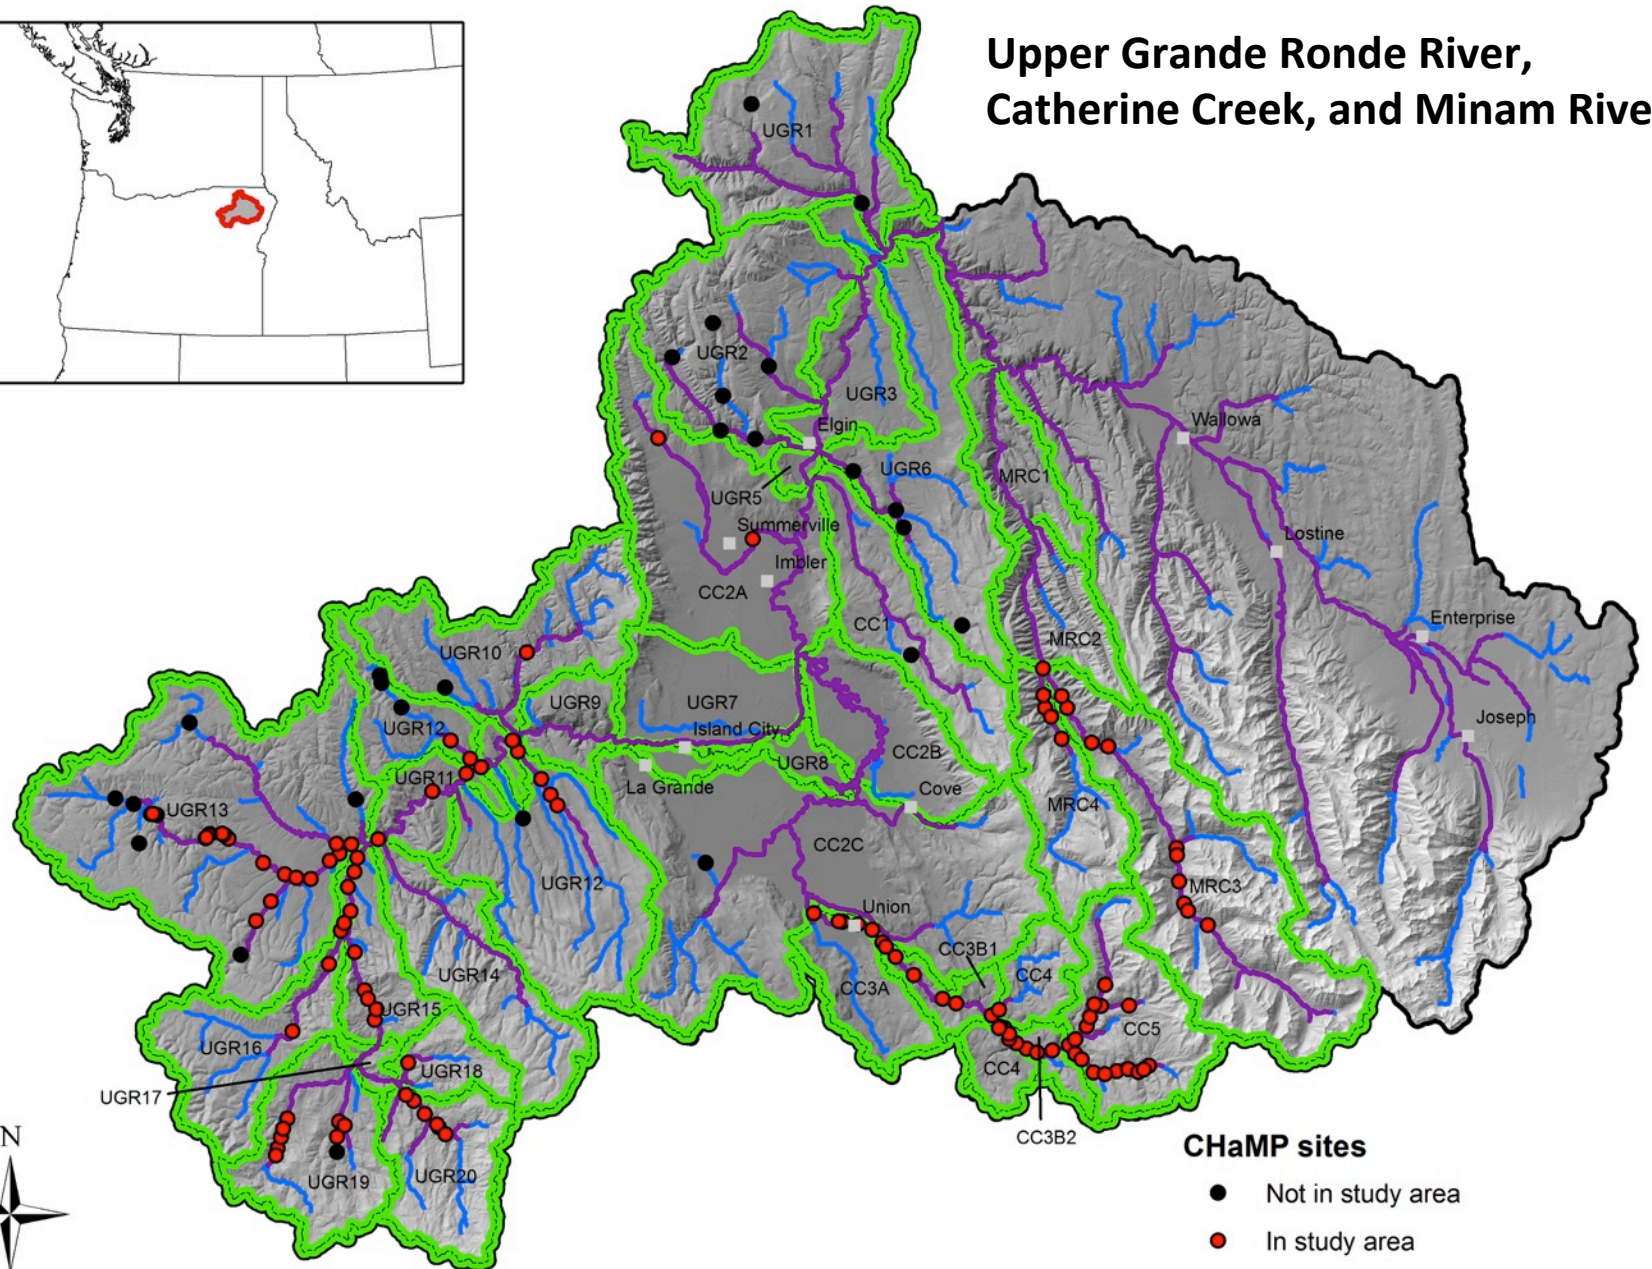 Upper Grande Ronde River,
Catherine Creek, and Minam Rive
UGR1
UGR2
UGR3
Elgin
Wallowa
UGR6
MRC1
UGR5
Summerville
Lostine
Imbler
CC2A
CC1
Enterprise
MRC2
UGR10
UGR9
UGR7
Joseph
UGR12
Island City
CC2B
UGR8
UGR11
La Grande
Cove
UGR13
MRC4
CC2C
UGR12
MRC3
Union
CC3B1
UGR14
CC4
CC3A
UGR15
CC5
UGR16
UGR18
CC4
UGR17
N
CC3B2
UGR19
UGR20
CHaMP sites
Not in study area
In study area